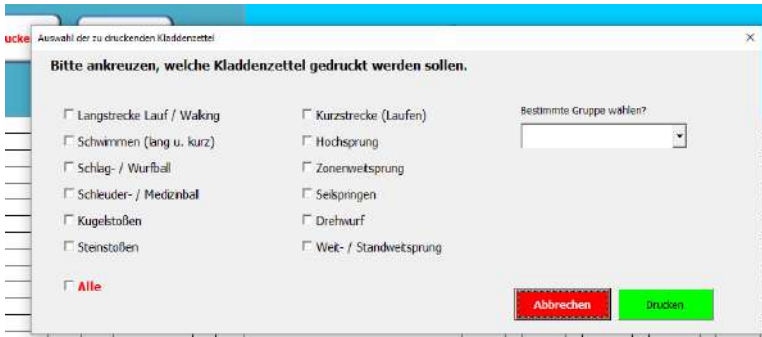 ucke
Auswahl der zu druckenden Kladdenzettel
Bitte ankreuzen, welche Kladdenzettel gedruckt werden sollen.
Langstrecke Lauf / Walking
Schwimmen (lang u. kurz)
Schlag- / Wurfball
Schleuder- / Medizinball
Kugelstoßen
Steinstoßen
Alle
Kurzstrecke (Laufen)
Hochsprung
Zonenweitsprung
Seilspringen
Drehwurf
Weit- / Standweitsprung
Bestimmte Gruppe wählen?
Abbrechen
Drucken